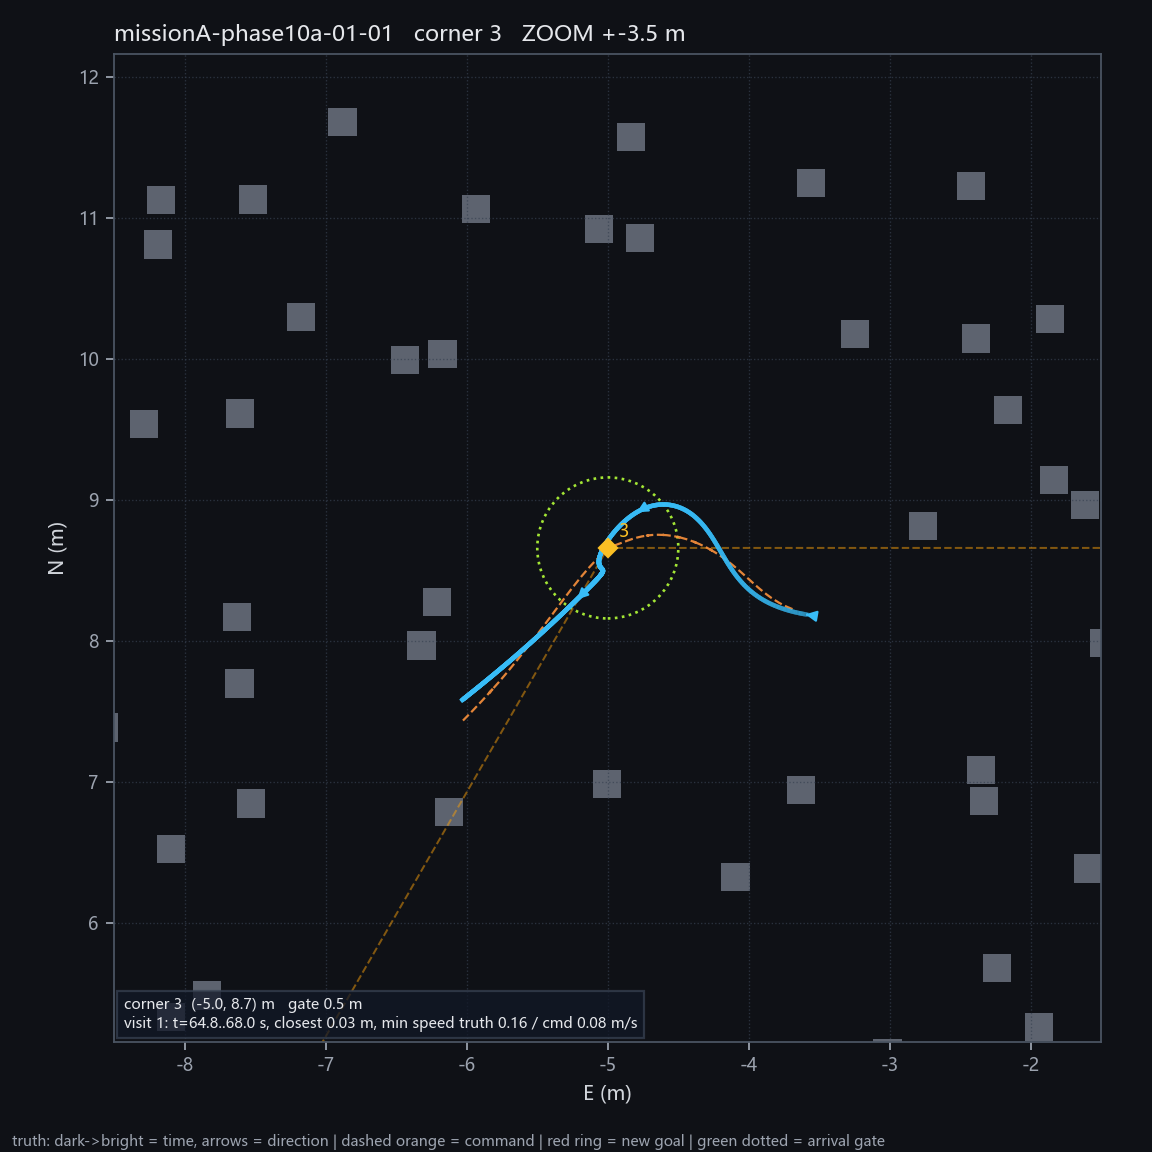 missionA-phase10a-01-01   corner 3   ZOOM +-3.5 m
12
11
10
9
8
7
6
N (m)
3
corner 3  (-5.0, 8.7) m   gate 0.5 m
visit 1: t=64.8..68.0 s, closest 0.03 m, min speed truth 0.16 / cmd 0.08 m/s
-8 -7 -6 -5 -4 -3 -2
E (m)
truth: dark->bright = time, arrows = direction | dashed orange = command | red ring = new goal | green dotted = arrival gate